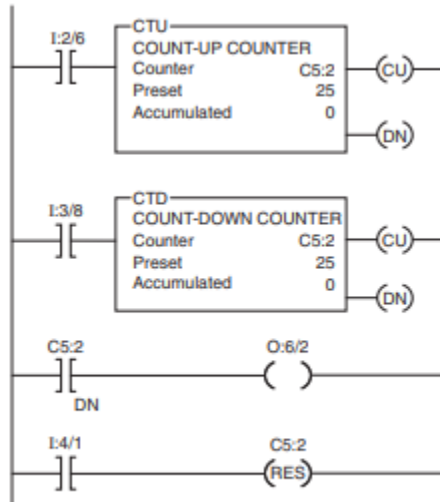 CTU
I:2/6
COUNT-UP COUNTER
Counter C5:2
Preset 25
Accumulated 0
CU
DN
CTD
I:3/8
COUNT-DOWN COUNTER
Counter C5:2
Preset 25
Accumulated 0
CU
DN
C5:2
O:6/2
DN
I:4/1
C5:2
RES